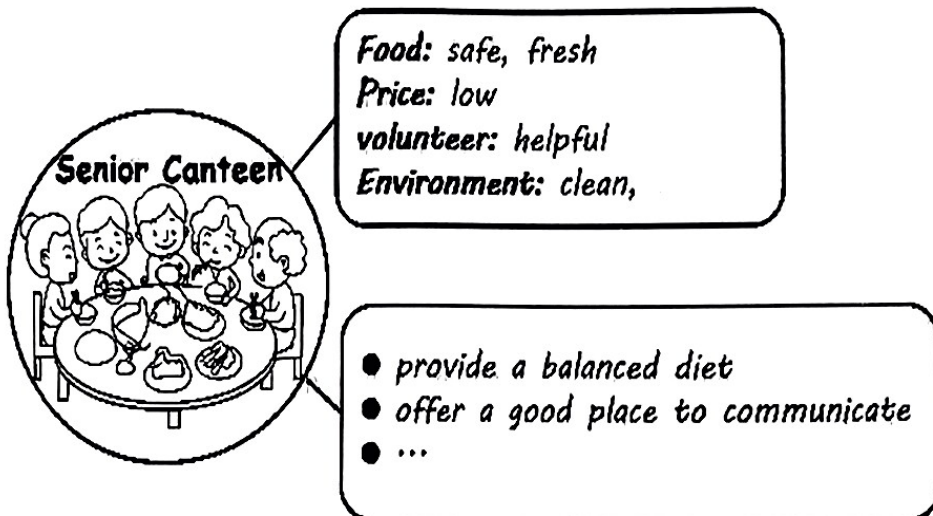 Senior Canteen
Food: safe, fresh
Price: low
volunteer: helpful
Environment: clean,
● provide a balanced diet
● offer a good place to communicate
● ...